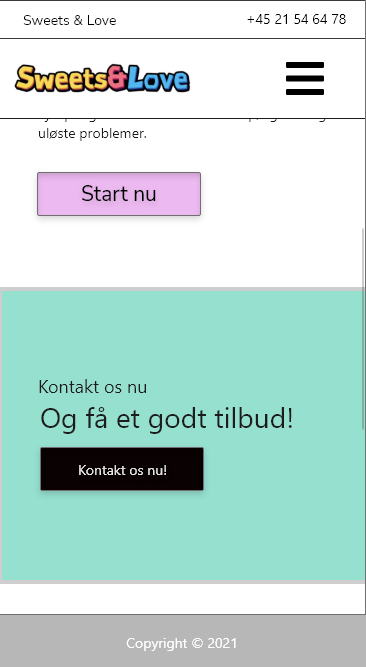 Sweets & Love
+45 21 54 64 78
Sweets&Love
uløste problemer.
Start nu
Kontakt os nu
Og få et godt tilbud!
Kontakt os nu!
Copyright © 2021